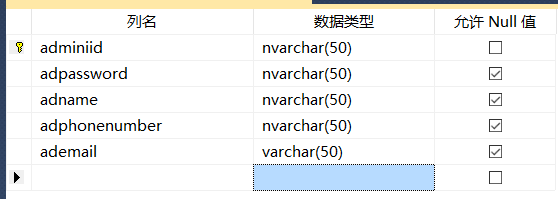 列名 数据类型 允许 Null 值
adminiid nvarchar(50)
adpassword nvarchar(50)
adname nvarchar(50)
adphonenumber nvarchar(50)
ademail varchar(50)